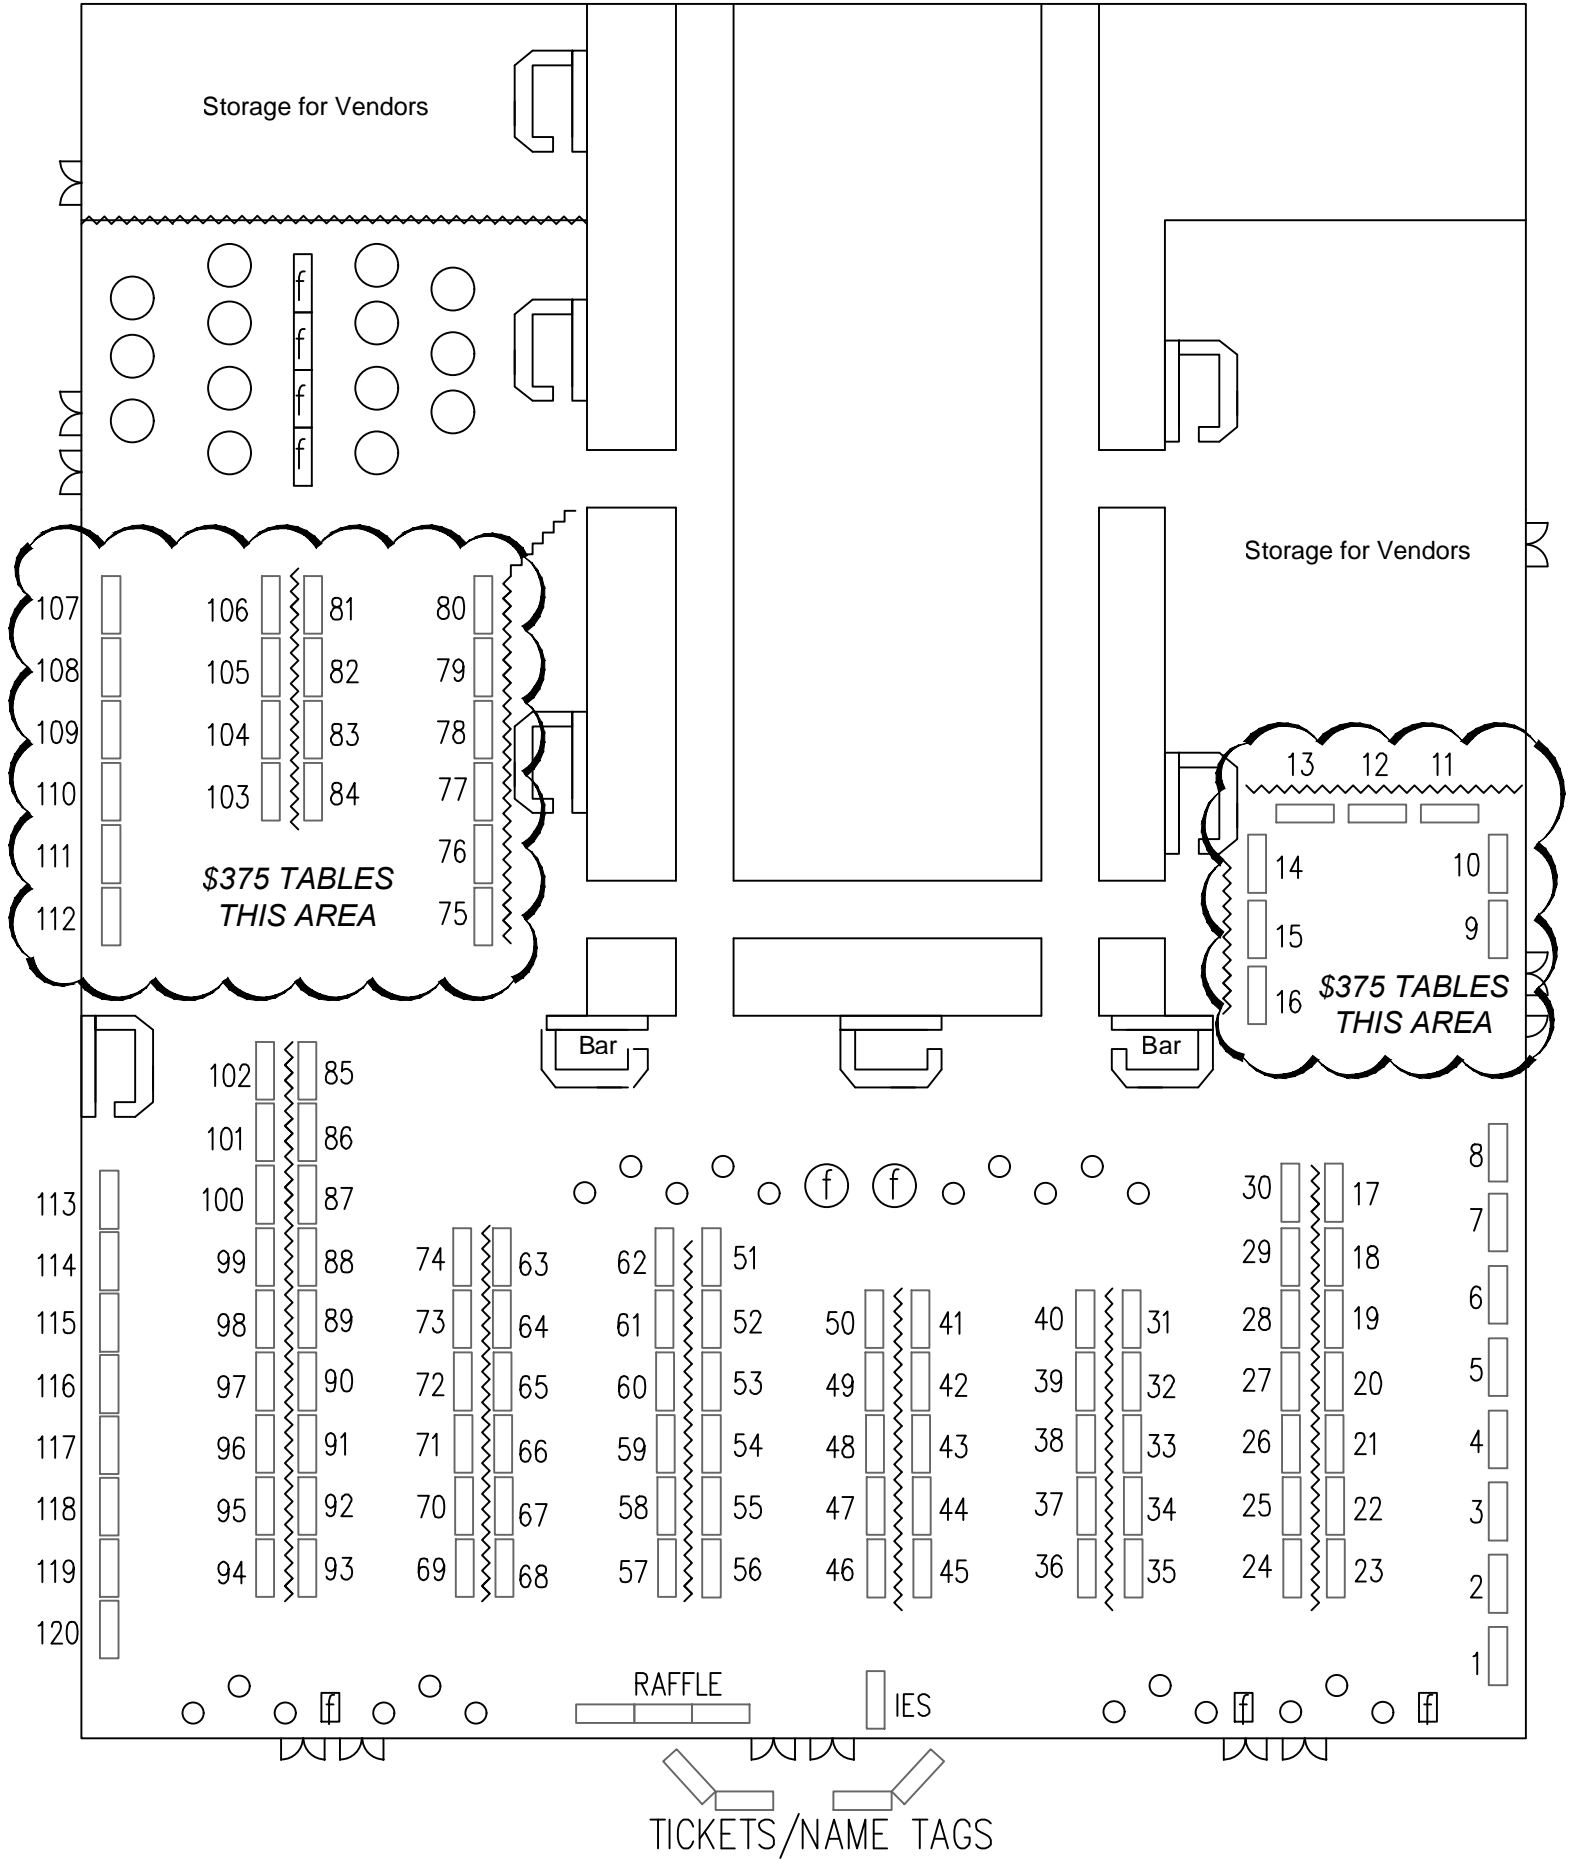 Storage for Vendors
f
f
f
f
Storage for Vendors
107 106 81 80
108 105 82 79
109 104 83 78
110 103 84 77
111 76
112 75
$375 TABLES
THIS AREA
13 12 11
14 10
15 9
16
$375 TABLES
THIS AREA
Bar
Bar
102 85
101 86
100 87
99 88
98 89
97 90
96 91
95 92
94 93
113
114
115
116
117
118
119
120
74 63
73 64
72 65
71 66
70 67
69 68
f f
62 51
61 52
60 53
59 54
58 55
57 56
50 41
49 42
48 43
47 44
46 45
40 31
39 32
38 33
37 34
36 35
30 17
29 18
28 19
27 20
26 21
25 22
24 23
8
7
6
5
4
3
2
1
f
RAFFLE
IES
f
f
TICKETS/NAME TAGS